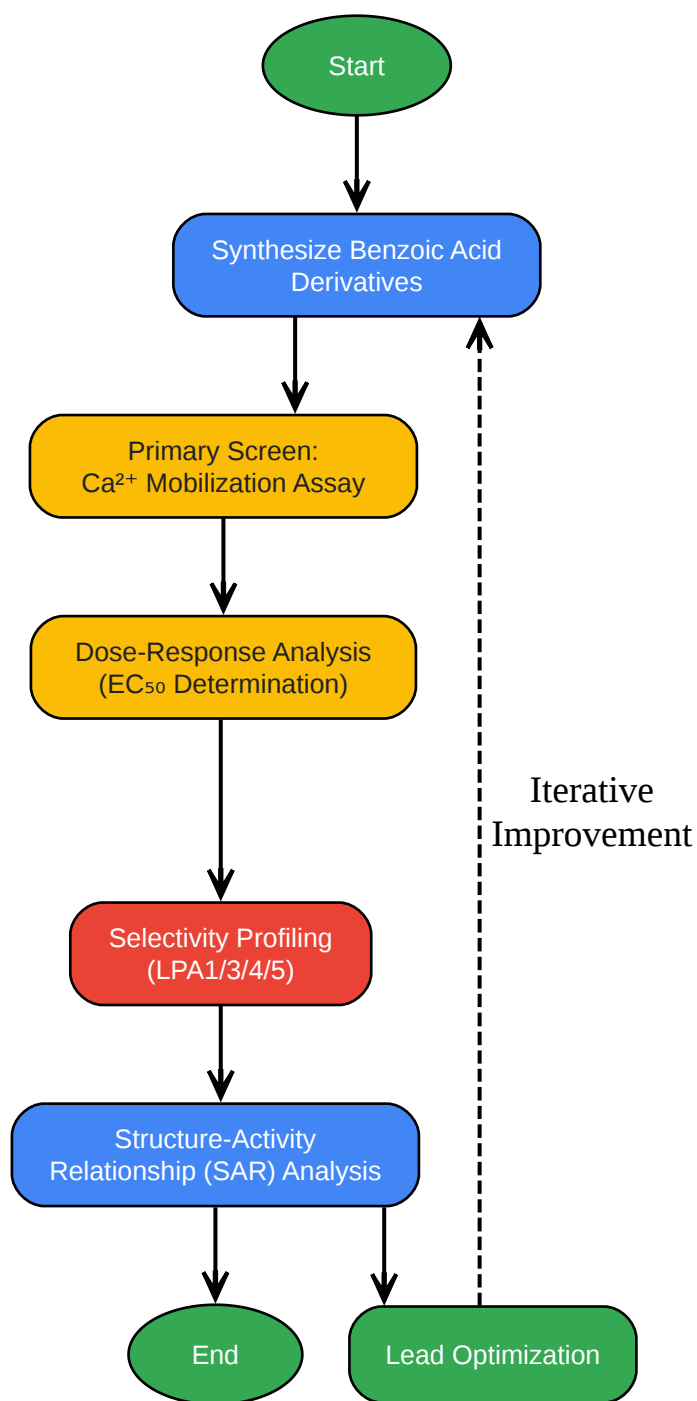 Start
Synthesize Benzoic Acid
Derivatives
Primary Screen:
Ca²⁺ Mobilization Assay
Dose-Response Analysis
(EC₅₀ Determination)
Iterative
Improvement
Selectivity Profiling
(LPA1/3/4/5)
Structure-Activity
Relationship (SAR) Analysis
End
Lead Optimization